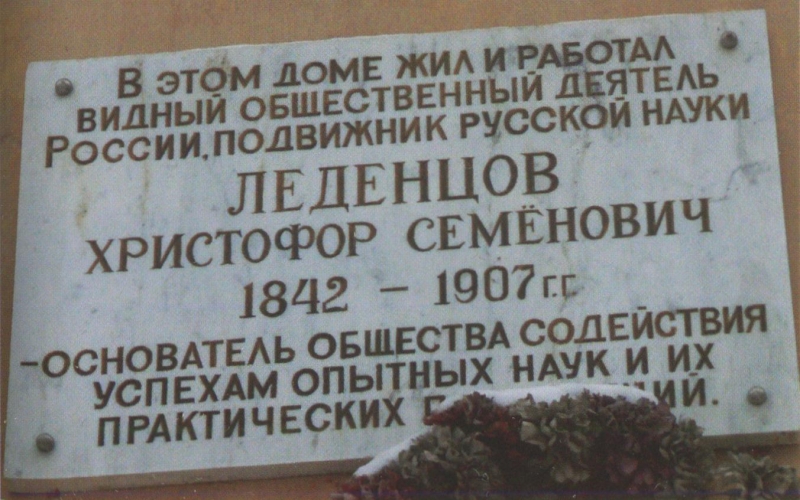 В ЭТОМ ДОМЕ ЖИЛ И РАБОТАЛ
ВИДНЫЙ ОБЩЕСТВЕННЫЙ ДЕЯТЕЛЬ
РОССИИ, ПОДВИЖНИК РУССКОЙ НАУКИ
ЛЕДЕНЦОВ
ХРИСТОФОР СЕМЁНОВИЧ
1842 – 1907 г.г.
-ОСНОВАТЕЛЬ ОБЩЕСТВА СОДЕЙСТВИЯ
УСПЕХАМ ОПЫТНЫХ НАУК И ИХ
ПРАКТИЧЕСКИХ